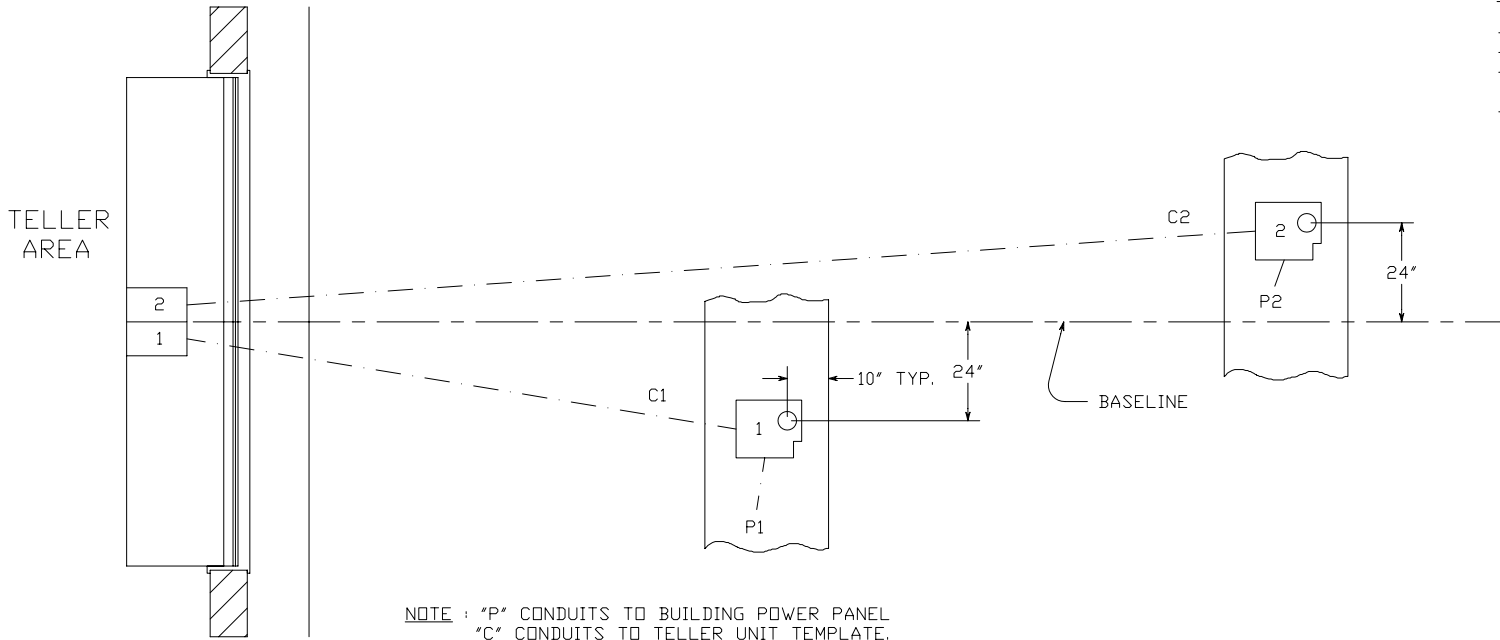 TELLER
AREA
C2
2
24"
P2
2
1
10" TYP.
24"
C1
BASELINE
1
P1
NOTE : "P" CONDUITS TO BUILDING POWER PANEL
"C" CONDUITS TO TELLER UNIT TEMPLATE.